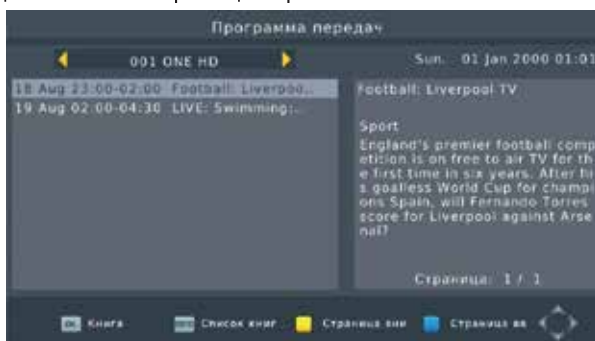 Программа передач
001 ONE HD
Sun. 01 Jan 2000 01:01
18 Aug 23:00-02:00 Football: Liverpoo..
19 Aug 02:00-04:30 LIVE: Swimming:..
Football: Liverpool TV
Sport
England's premier football comp
etition is on free to air TV for th
e first time in six years. After hi
s goalless World Cup for champi
ons Spain, will Fernando Torres
score for Liverpool against Arse
nal?
Страница: 1/ 1
OK Книга Список книг Страница вни Страница вв